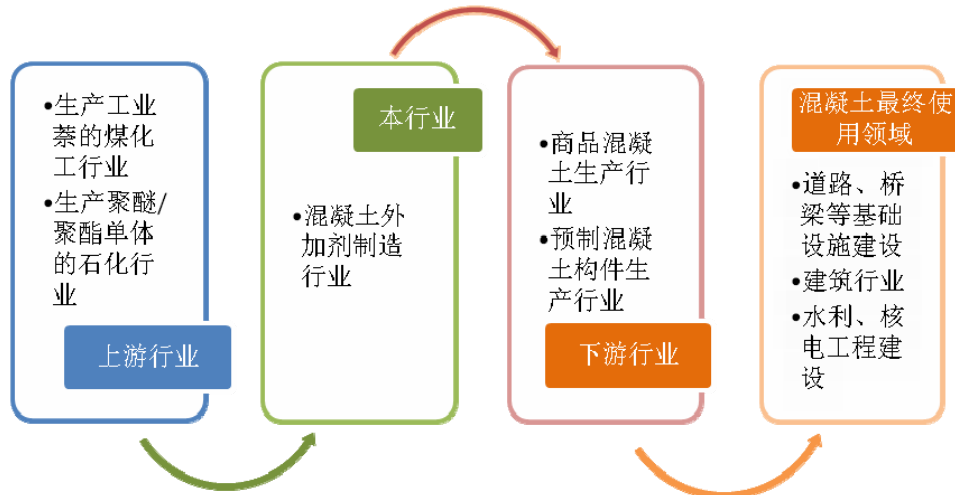 •生产工业
萘的煤化
工行业
•生产聚醚/
聚酯单体
的石化行
业
上游行业
本行业
•混凝土外
加剂制造
行业
•商品混凝
土生产行
业
•预制混凝
土构件生
产行业
下游行业
混凝土最终使
用领域
•道路、桥
梁等基础
设施建设
•建筑行业
•水利、核
电工程建
设